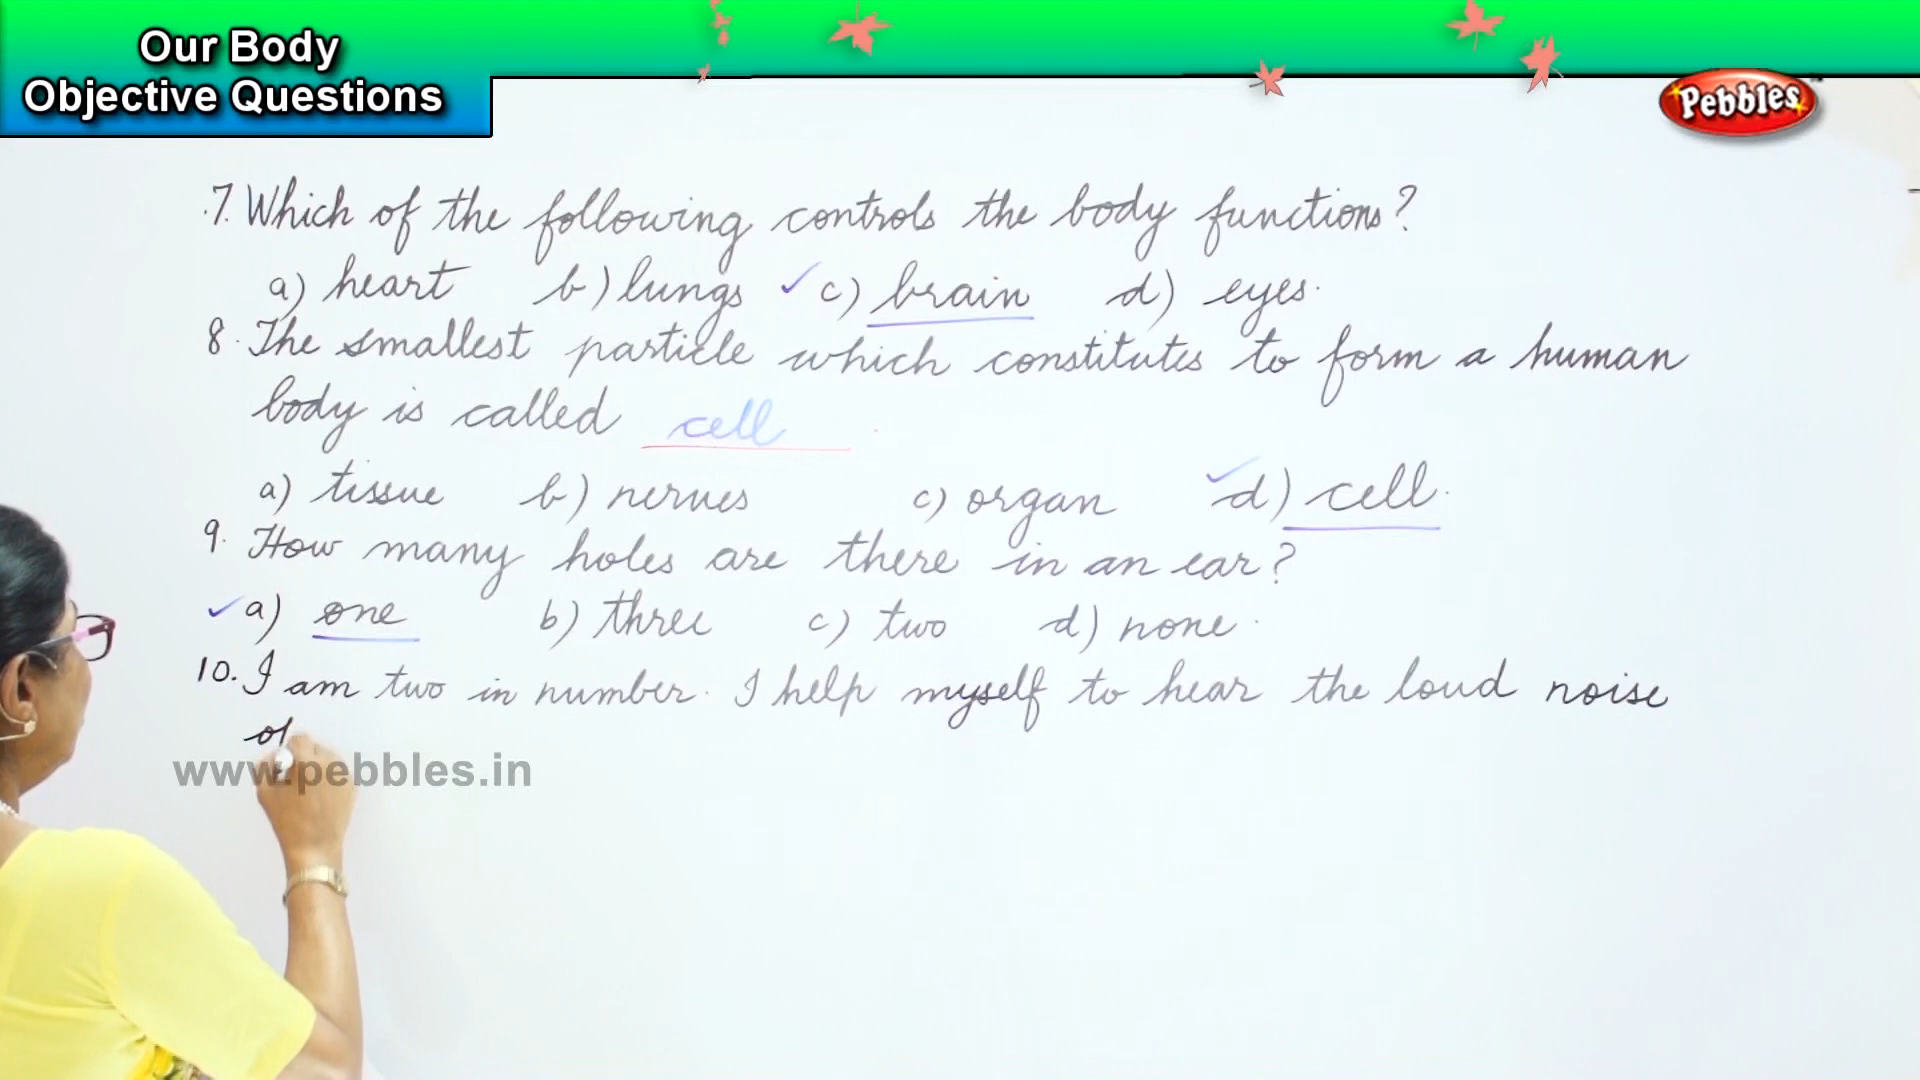 Our Body
Objective Questions
Pebbles
7. Which of the following controls the body functions?
a) heart b) lungs ✓ c) brain d) eyes.
8. The smallest particle which constitutes to form a human
body is called cell
a) tissue b) nerves c) organ ✓ d) cell.
9. How many holes are there in an ear?
✓ a) one b) three c) two d) none.
10. I am two in number. I help myself to hear the loud noise
of
www.pebbles.in